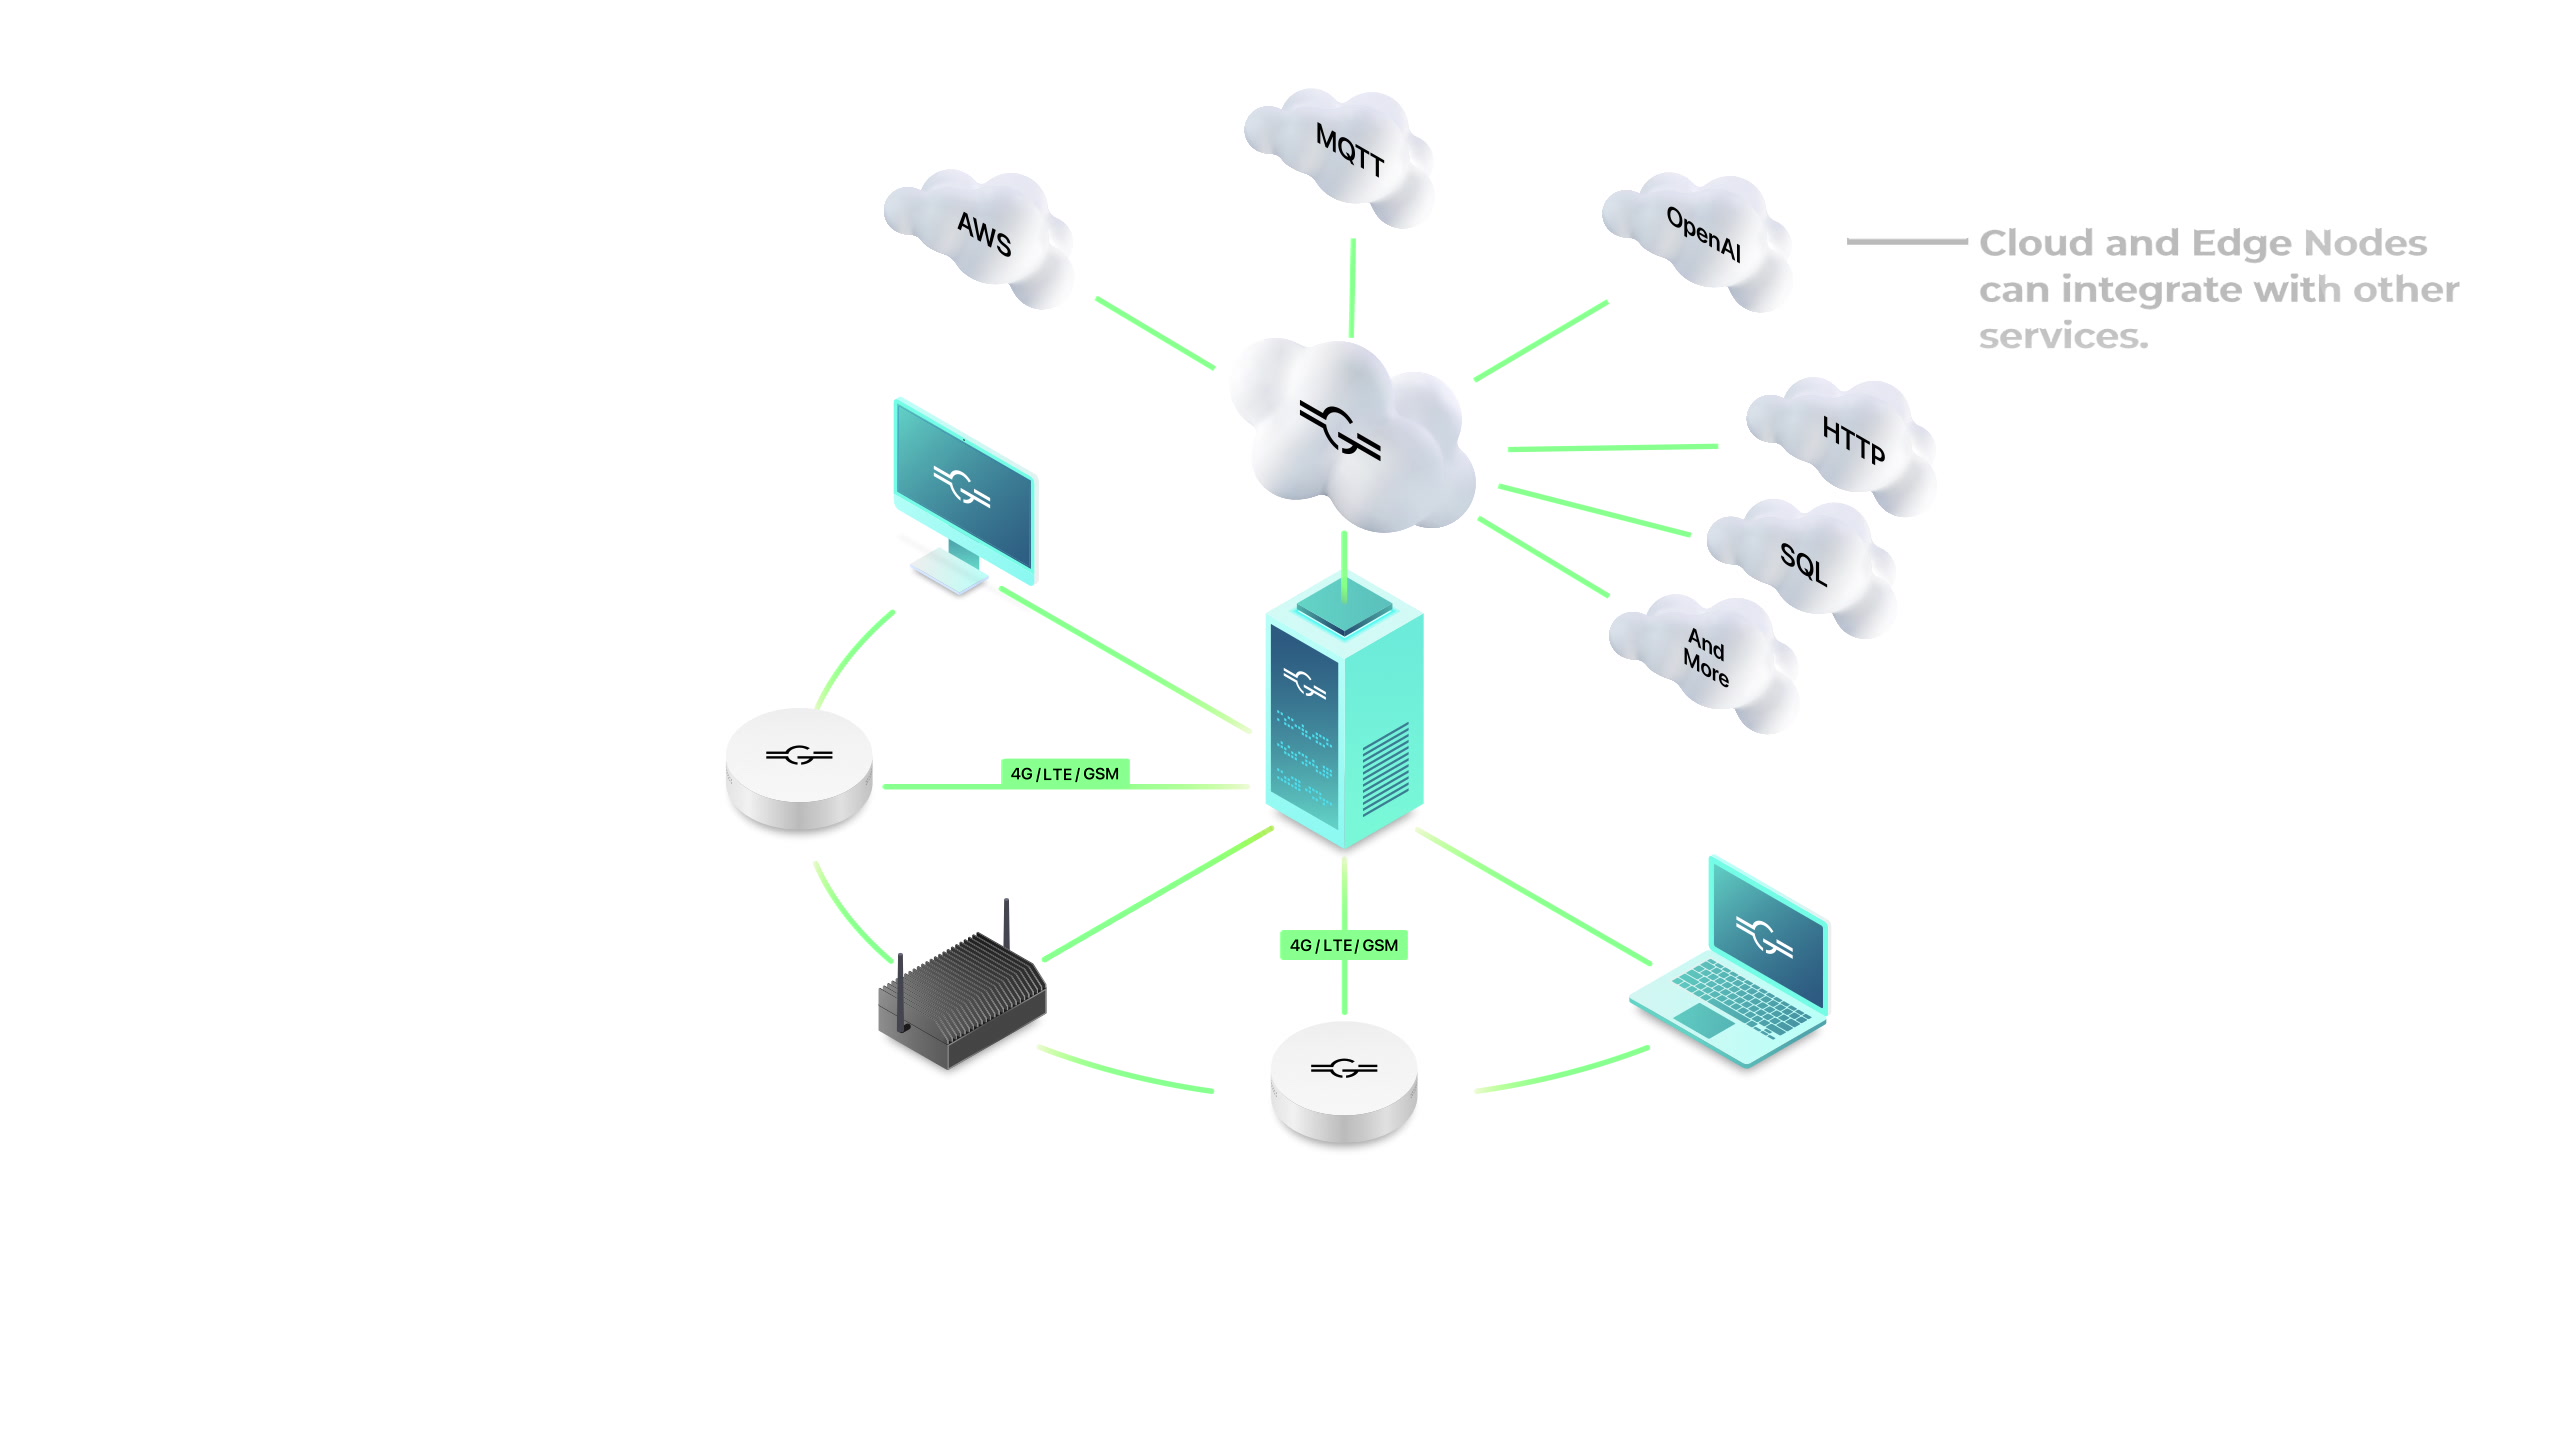 MQTT
AWS
OpenAI
Cloud and Edge Nodes
can integrate with other
services.
HTTP
SQL
And
More
4G / LTE / GSM
4G / LTE / GSM